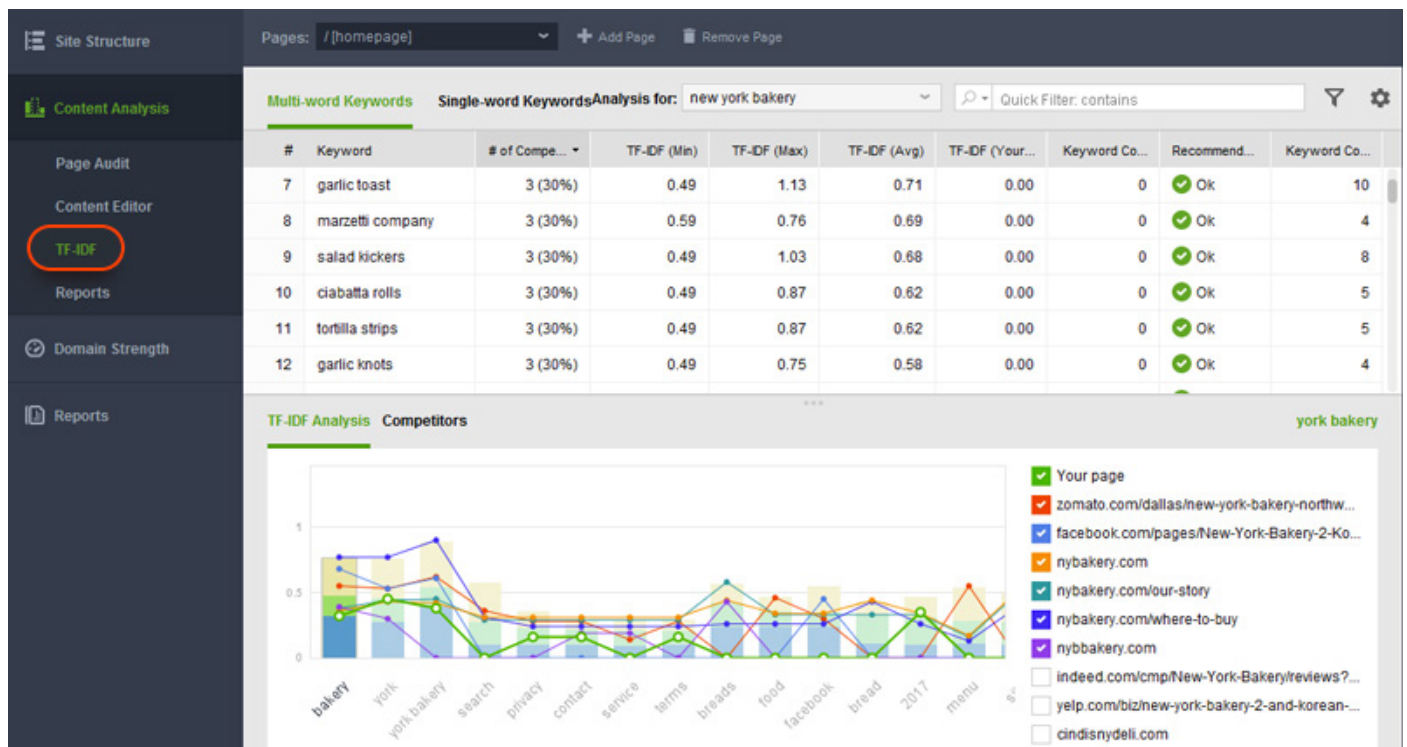 Site Structure
Pages: / [homepage] Add Page Remove Page
Content Analysis
Multi-word Keywords Single-word Keywords Analysis for: new york bakery Quick Filter: contains
Page Audit
Content Editor
TF-IDF
Reports
Domain Strength
Reports
# Keyword # of Compe... TF-IDF (Min) TF-IDF (Max) TF-IDF (Avg) TF-IDF (Your... Keyword Co... Recommend... Keyword Co...
7 garlic toast 3 (30%) 0.49 1.13 0.71 0.00 0 Ok 10
8 marzetti company 3 (30%) 0.59 0.76 0.69 0.00 0 Ok 4
9 salad kickers 3 (30%) 0.49 1.03 0.68 0.00 0 Ok 8
10 ciabatta rolls 3 (30%) 0.49 0.87 0.62 0.00 0 Ok 5
11 tortilla strips 3 (30%) 0.49 0.87 0.62 0.00 0 Ok 5
12 garlic knots 3 (30%) 0.49 0.75 0.58 0.00 0 Ok 4
TF-IDF Analysis Competitors york bakery
1
0.5
0
bakery york york bakery search privacy contact service terms breads food facebook bread 2017 menu
Your page
zomato.com/dallas/new-york-bakery-northw...
facebook.com/pages/New-York-Bakery-2-Ko...
nybakery.com
nybakery.com/our-story
nybakery.com/where-to-buy
nybbakery.com
indeed.com/cmp/New-York-Bakery/reviews?...
yelp.com/biz/new-york-bakery-2-and-korean-...
cindisnydeli.com